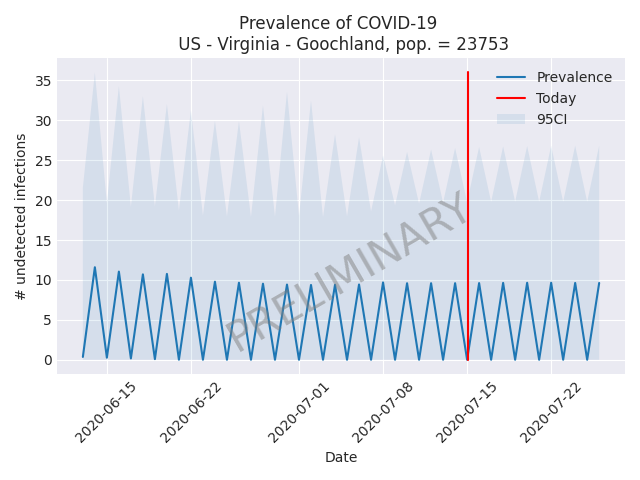 Prevalence of COVID-19
US - Virginia - Goochland, pop. = 23753
# undetected infections
35
30
25
20
15
10
5
0
Prevalence
Today
95CI
PRELIMINARY
2020-06-15
2020-06-22
2020-07-01
2020-07-08
2020-07-15
2020-07-22
Date